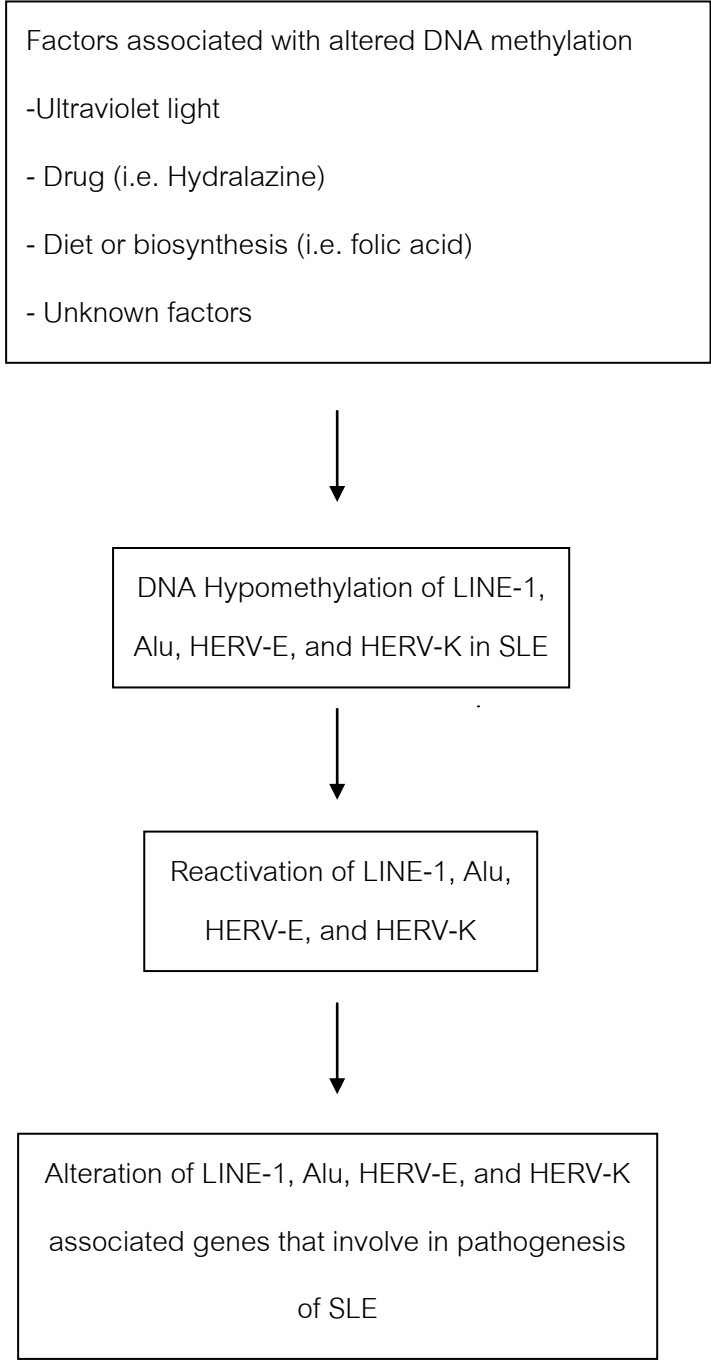 Factors associated with altered DNA methylation
-Ultraviolet light
- Drug (i.e. Hydralazine)
- Diet or biosynthesis (i.e. folic acid)
- Unknown factors
DNA Hypomethylation of LINE-1,
Alu, HERV-E, and HERV-K in SLE
.
Reactivation of LINE-1, Alu,
HERV-E, and HERV-K
Alteration of LINE-1, Alu, HERV-E, and HERV-K
associated genes that involve in pathogenesis
of SLE